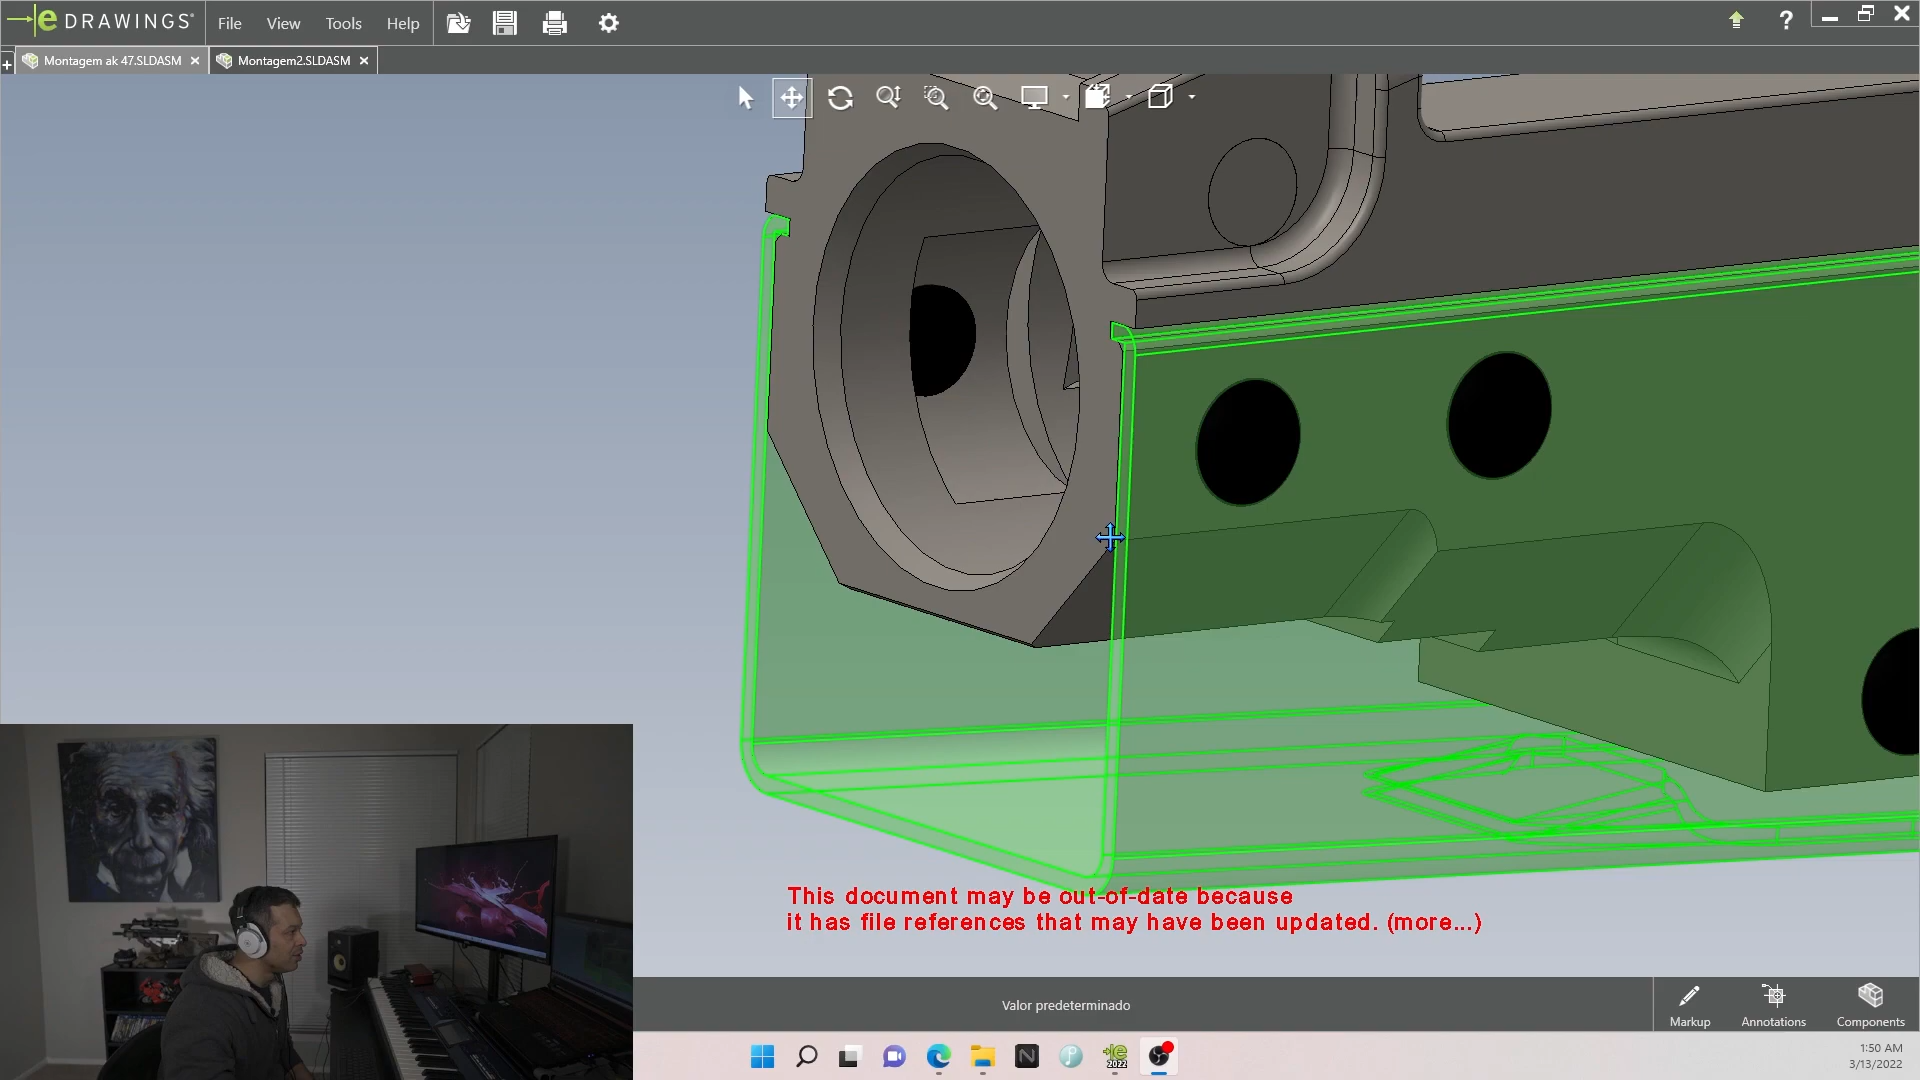 eDRAWINGS®
File View Tools Help
?
Montagem ak 47.SLDASM
Montagem2.SLDASM
This document may be out-of-date because
it has file references that may have been updated. (more...)
Valor predeterminado
Markup
Annotations
Components
e
2022
1:50 AM
3/13/2022